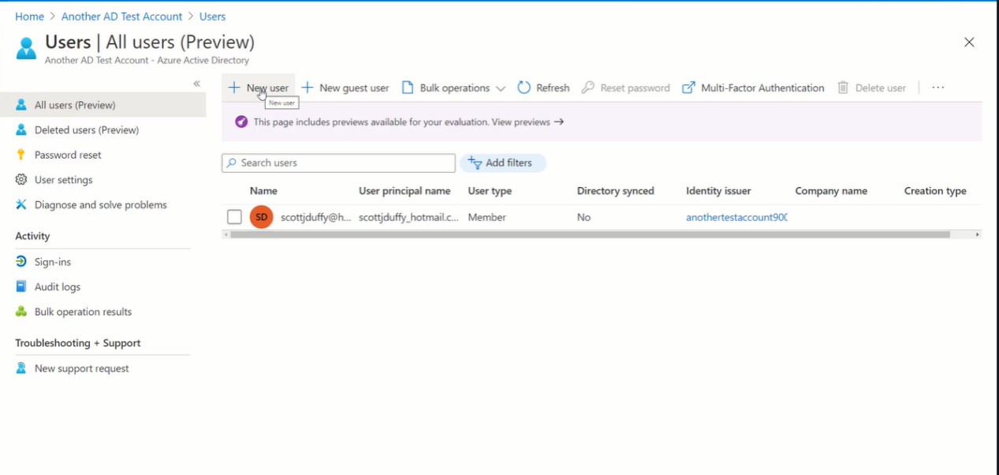 Home > Another AD Test Account > Users
Users | All users (Preview)
Another AD Test Account - Azure Active Directory
«
All users (Preview)
Deleted users (Preview)
Password reset
User settings
Diagnose and solve problems
Activity
Sign-ins
Audit logs
Bulk operation results
Troubleshooting + Support
New support request
New user New guest user Bulk operations Refresh Reset password Multi-Factor Authentication Delete user ...
New user
This page includes previews available for your evaluation. View previews →
Search users Add filters
Name User principal name User type Directory synced Identity issuer Company name Creation type
SD scottjduffy@h... scottjduffy_hotmail.c... Member No anothertestaccount900